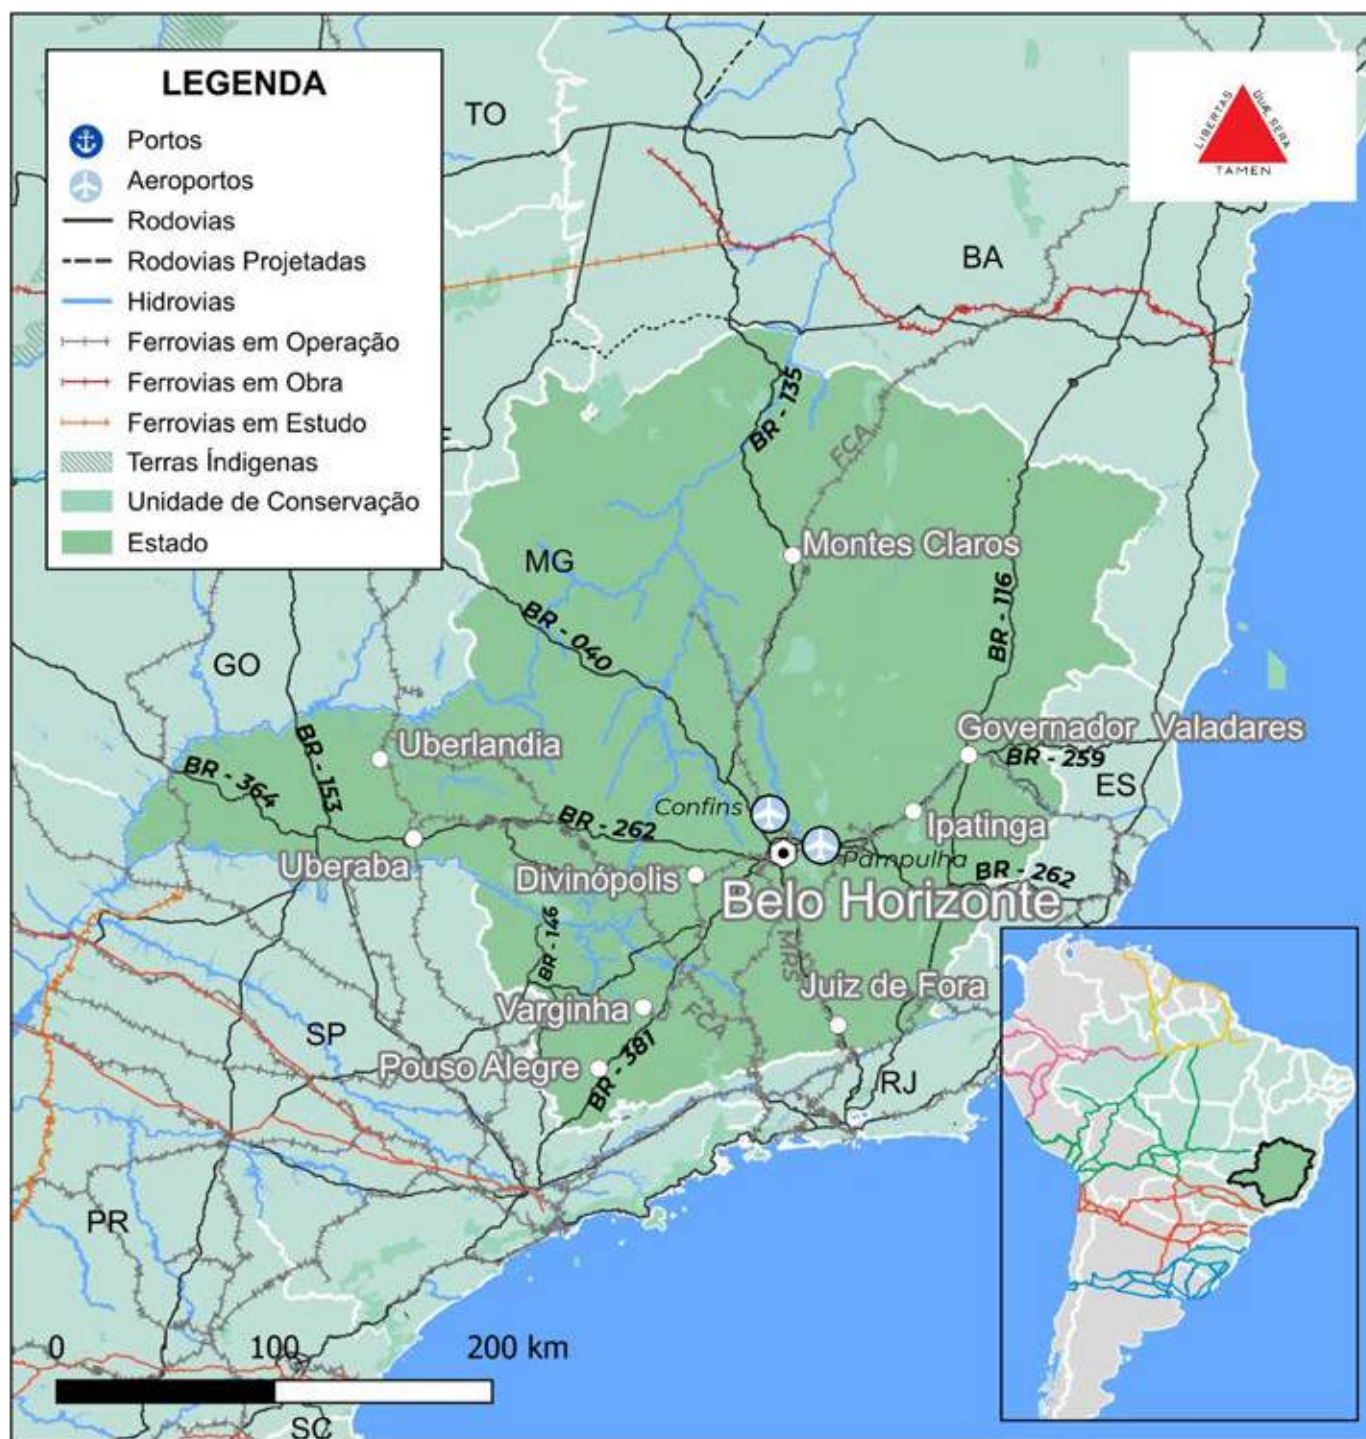 LEGENDA
Portos
Aeroportos
Rodovias
Rodovias Projetadas
Hidrovias
Ferrovias em Operação
Ferrovias em Obra
Ferrovias em Estudo
Terras Índigenas
Unidade de Conservação
Estado
TO
LIBERTAS
QUÆ SERA
TAMEN
BA
BR - 135
FCA
MG
Montes Claros
BR - 116
BR - 040
GO
Governador Valadares
Uberlandia
BR - 259
BR - 153
BR - 364
ES
Confins
BR - 262
Ipatinga
Uberaba
Pampulha
Divinópolis
BR - 262
Belo Horizonte
BR - 146
MRS
Juiz de Fora
Varginha
FCA
SP
Pouso Alegre
BR - 381
RJ
PR
0
100
200 km
SC